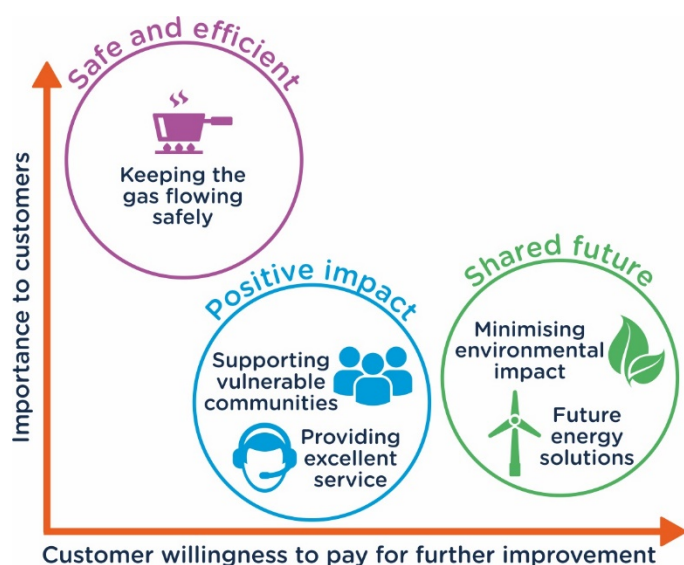 Safe and efficient
Keeping the
gas flowing
safely
Importance to customers
Positive impact
Supporting
vulnerable
communities
Providing
excellent
service
Shared future
Minimising
environmental
impact
Future
energy
solutions
Customer willingness to pay for further improvement